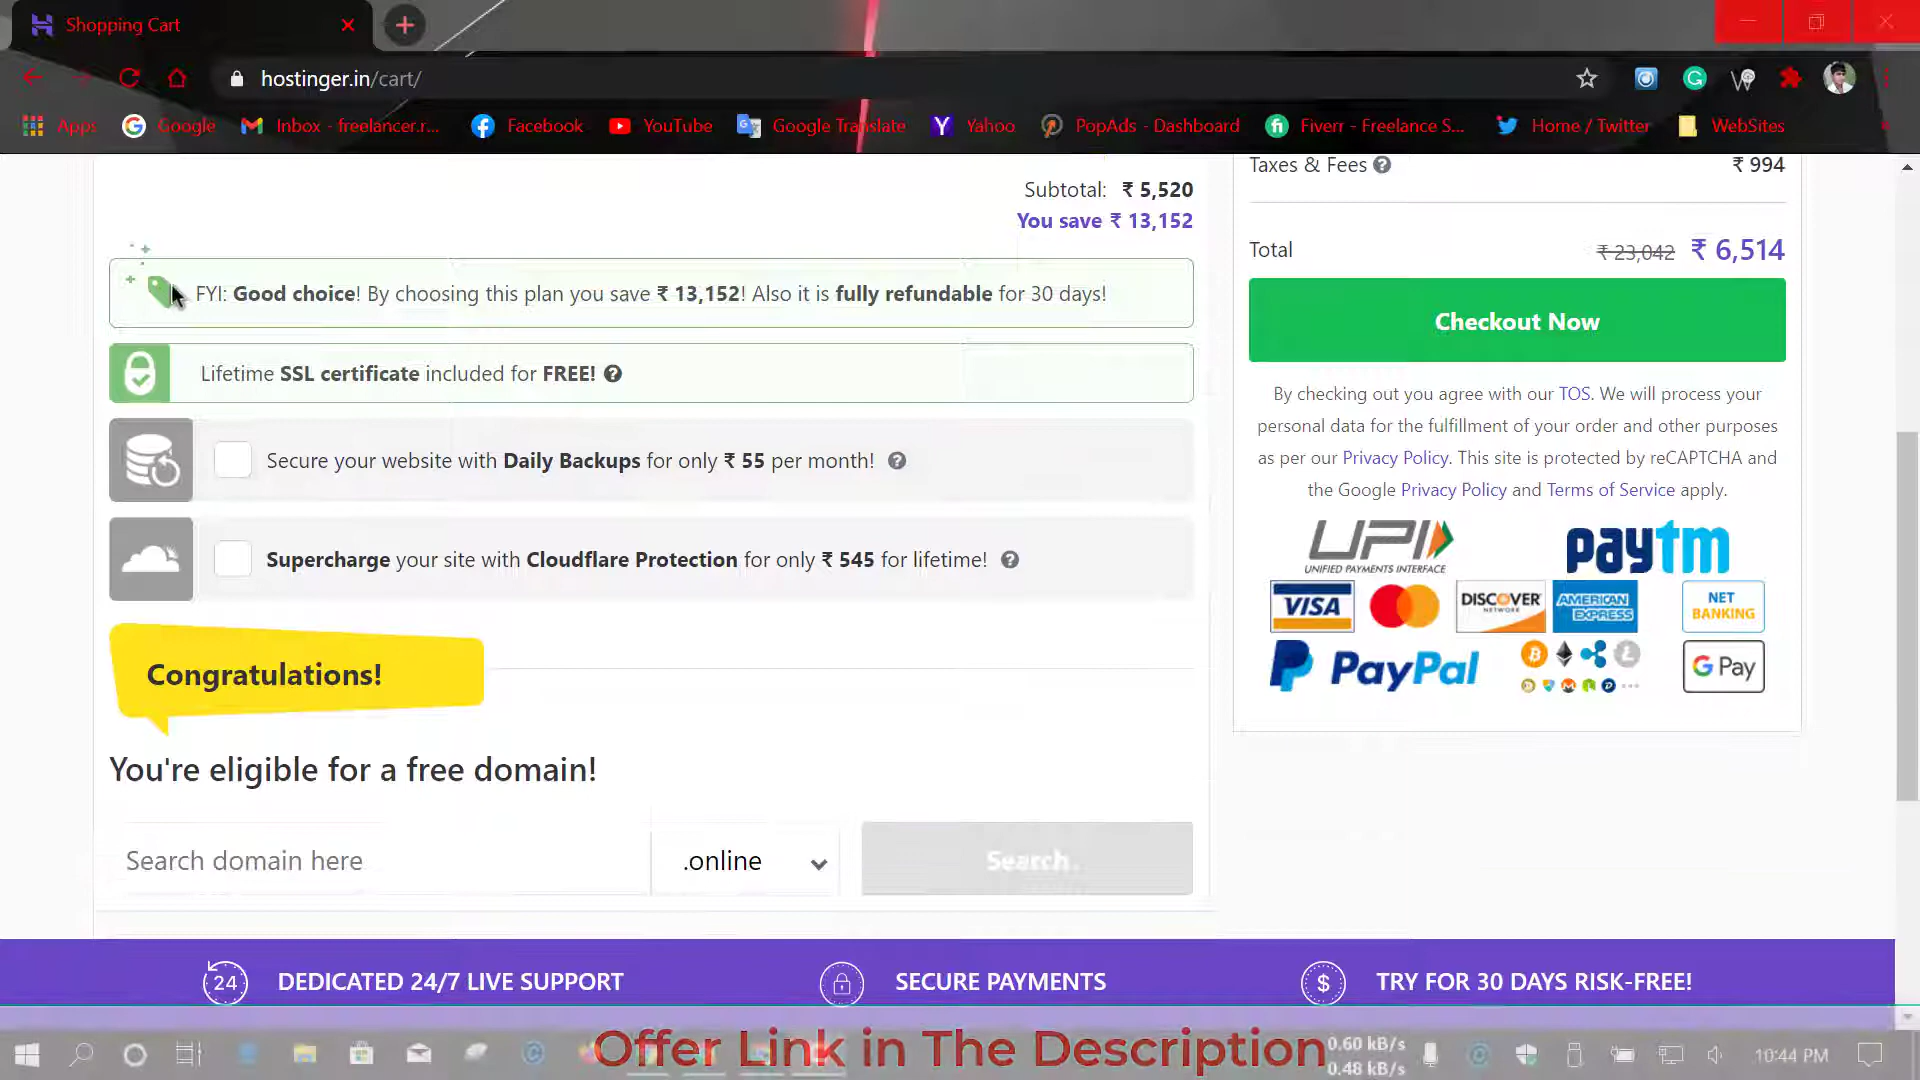 Shopping Cart
hostinger.in/cart/
Apps
Google
Inbox - freelancer.r...
Facebook
YouTube
Google Translate
Yahoo
PopAds - Dashboard
Fiverr - Freelance S...
Home / Twitter
WebSites
Subtotal: ₹ 5,520
You save ₹ 13,152
FYI: Good choice! By choosing this plan you save ₹ 13,152! Also it is fully refundable for 30 days!
Lifetime SSL certificate included for FREE!
Secure your website with Daily Backups for only ₹ 55 per month!
Supercharge your site with Cloudflare Protection for only ₹ 545 for lifetime!
Congratulations!
You're eligible for a free domain!
Search domain here
.online
Search
Taxes & Fees ₹ 994
Total ₹ 23,042 ₹ 6,514
Checkout Now
By checking out you agree with our TOS. We will process your
personal data for the fulfillment of your order and other purposes
as per our Privacy Policy. This site is protected by reCAPTCHA and
the Google Privacy Policy and Terms of Service apply.
UPI
UNIFIED PAYMENTS INTERFACE
paytm
VISA
DISCOVER
NETWORK
AMERICAN
EXPRESS
NET
BANKING
PayPal
G Pay
24
DEDICATED 24/7 LIVE SUPPORT
SECURE PAYMENTS
TRY FOR 30 DAYS RISK-FREE!
Offer Link in The Description
0.60 kB/s
0.48 kB/s
10:44 PM